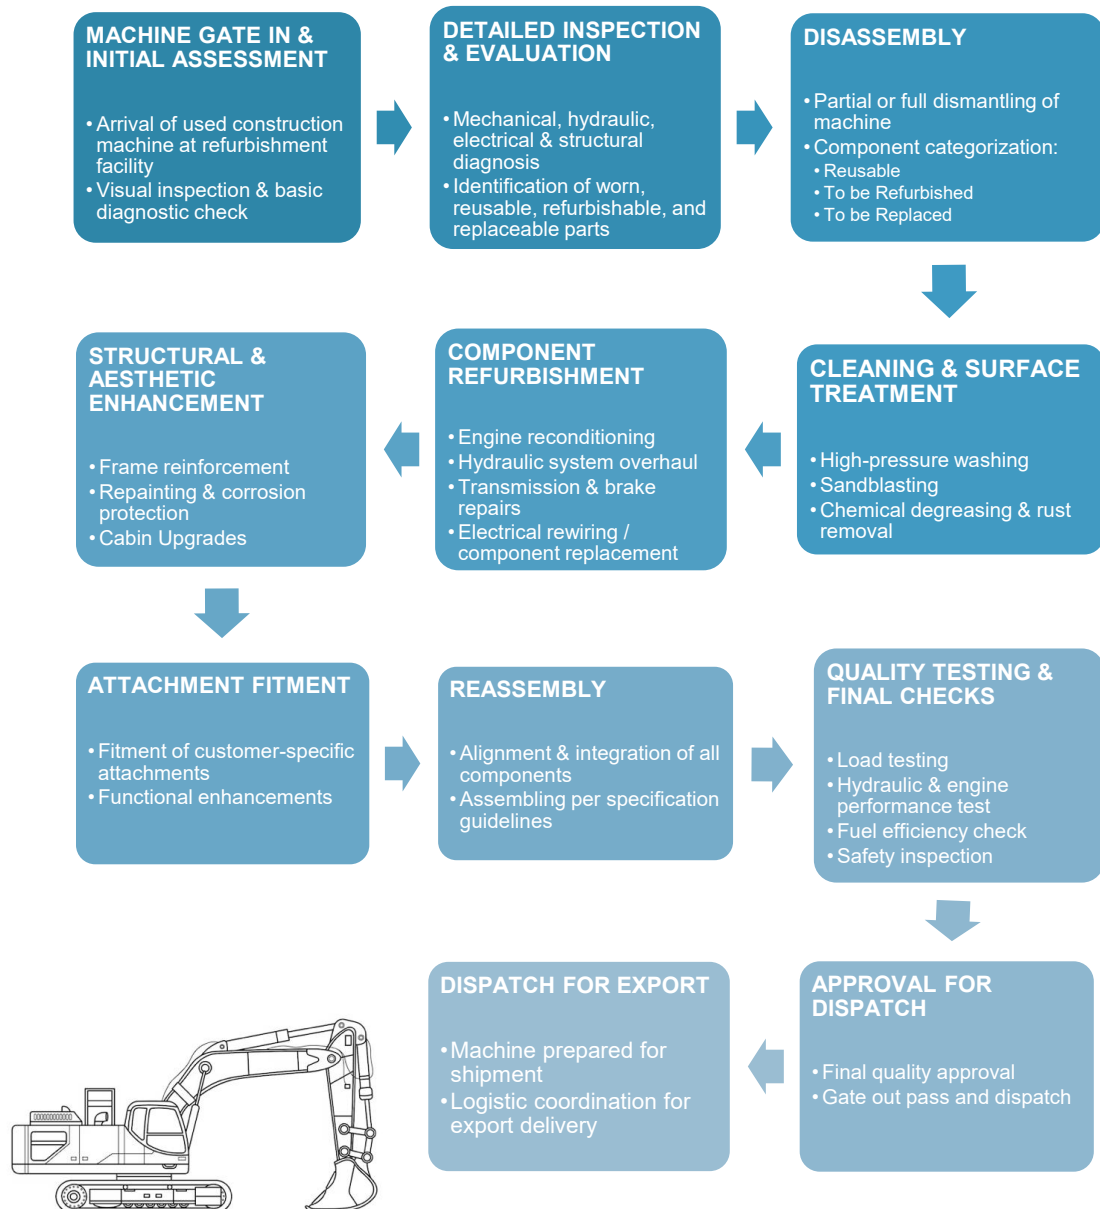 MACHINE GATE IN &
INITIAL ASSESSMENT
• Arrival of used construction
machine at refurbishment
facility
• Visual inspection & basic
diagnostic check
DETAILED INSPECTION
& EVALUATION
• Mechanical, hydraulic,
electrical & structural
diagnosis
• Identification of worn,
reusable, refurbishable, and
replaceable parts
DISASSEMBLY
• Partial or full dismantling of
machine
• Component categorization:
• Reusable
• To be Refurbished
• To be Replaced
CLEANING & SURFACE
TREATMENT
• High-pressure washing
• Sandblasting
• Chemical degreasing & rust
removal
COMPONENT
REFURBISHMENT
• Engine reconditioning
• Hydraulic system overhaul
• Transmission & brake
repairs
• Electrical rewiring /
component replacement
STRUCTURAL &
AESTHETIC
ENHANCEMENT
• Frame reinforcement
• Repainting & corrosion
protection
• Cabin Upgrades
ATTACHMENT FITMENT
• Fitment of customer-specific
attachments
• Functional enhancements
REASSEMBLY
• Alignment & integration of all
components
• Assembling per specification
guidelines
QUALITY TESTING &
FINAL CHECKS
• Load testing
• Hydraulic & engine
performance test
• Fuel efficiency check
• Safety inspection
APPROVAL FOR
DISPATCH
• Final quality approval
• Gate out pass and dispatch
DISPATCH FOR EXPORT
• Machine prepared for
shipment
• Logistic coordination for
export delivery